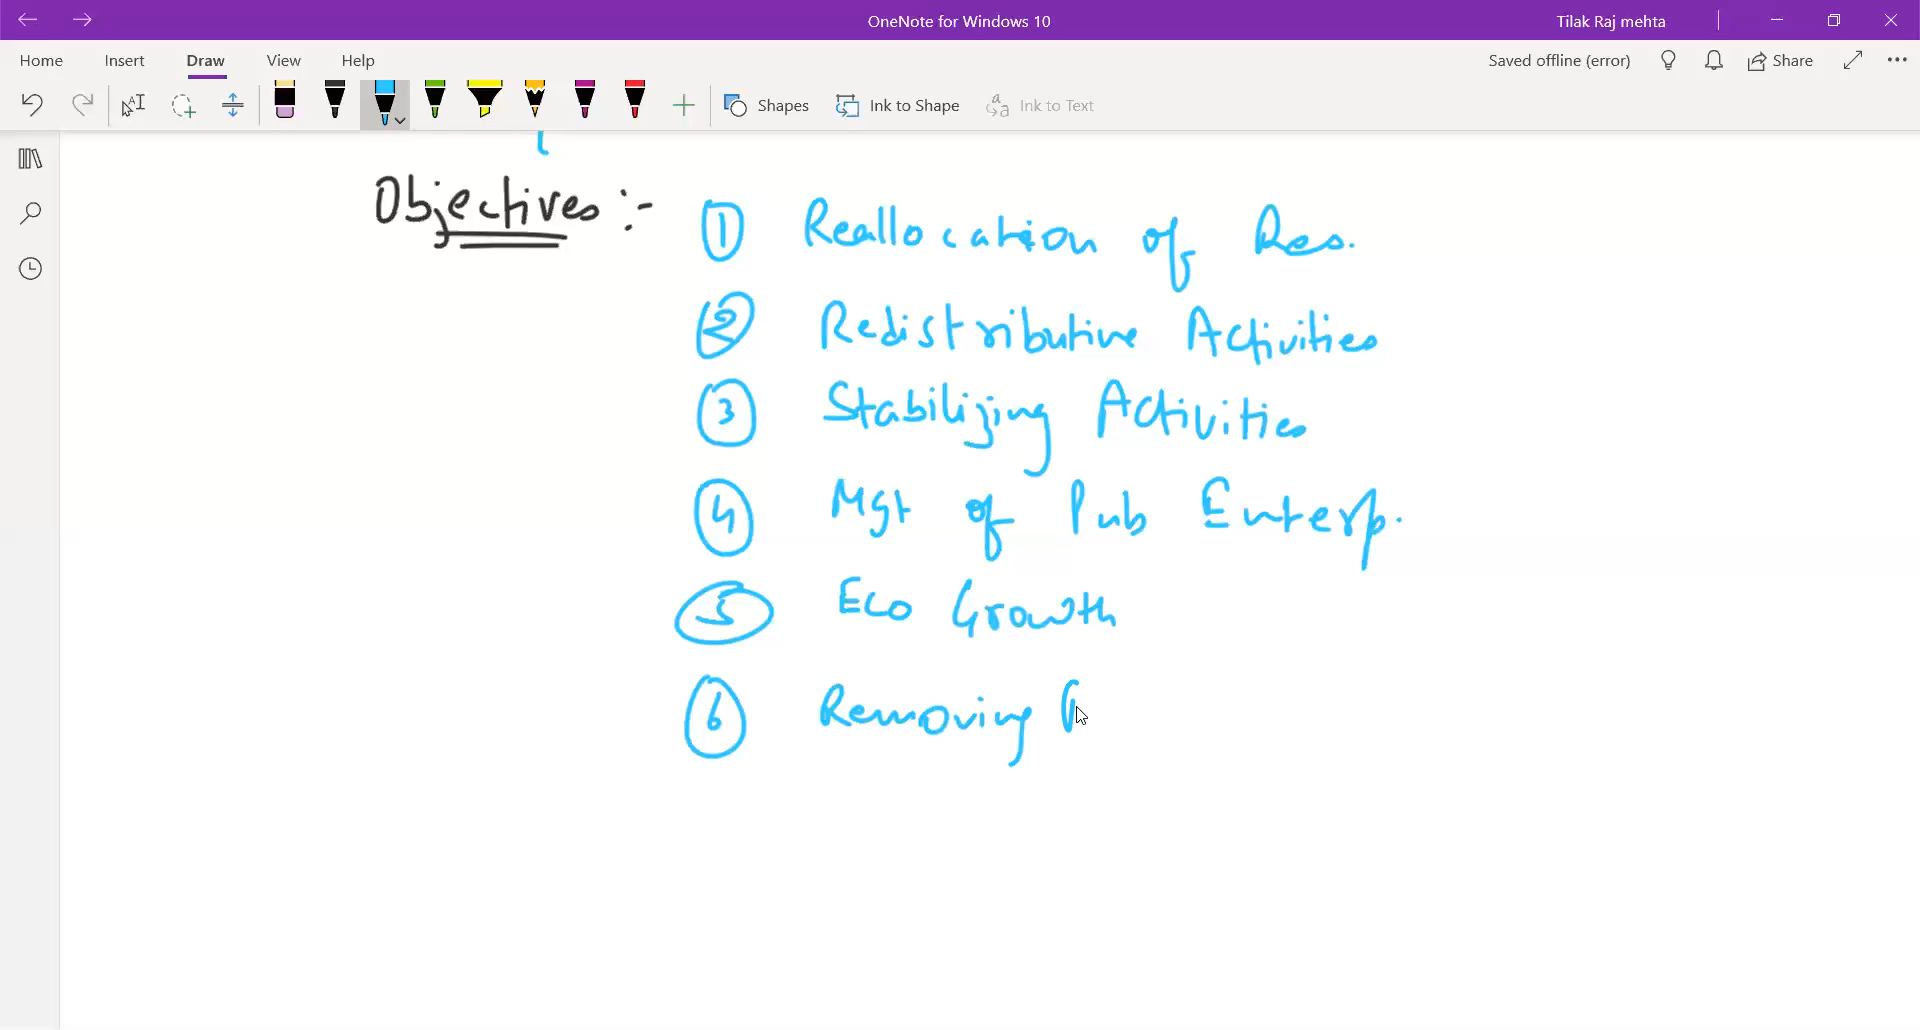 OneNote for Windows 10
Tilak Raj mehta
Home Insert Draw View Help
Saved offline (error) Share
Shapes Ink to Shape Ink to Text
Objectives :-
① Reallocation of Res.
② Redistributive Activities
③ Stabilizing Activities
④ Mgt of Pub Enterp.
⑤ Eco Growth
⑥ Removing